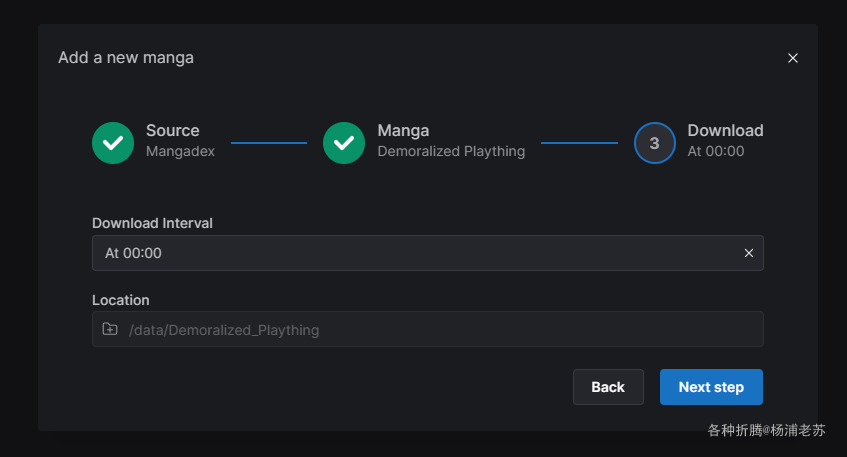 Add a new manga
Source
Mangadex
Manga
Demoralized Plaything
3
Download
At 00:00
Download Interval
At 00:00
Location
/data/Demoralized_Plaything
Back
Next step
各种折腾@杨浦老苏